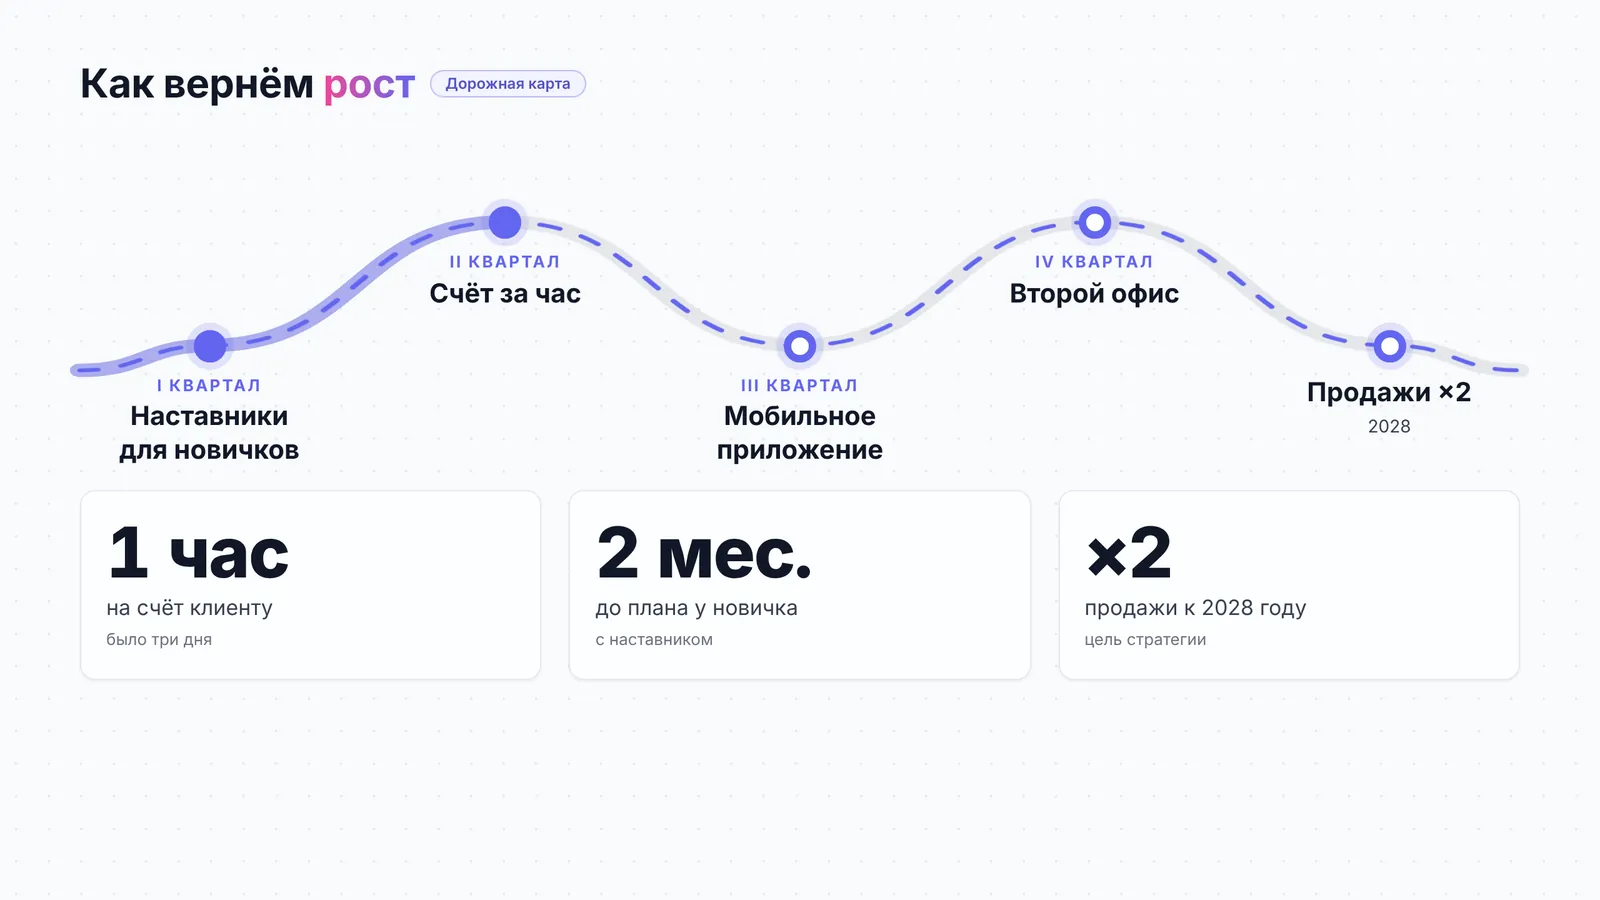 Как вернём рост
Дорожная карта
II КВАРТАЛ
Счёт за час
IV КВАРТАЛ
Второй офис
I КВАРТАЛ
Наставники
для новичков
III КВАРТАЛ
Мобильное
приложение
Продажи ×2
2028
1 час
на счёт клиенту
было три дня
2 мес.
до плана у новичка
с наставником
×2
продажи к 2028 году
цель стратегии